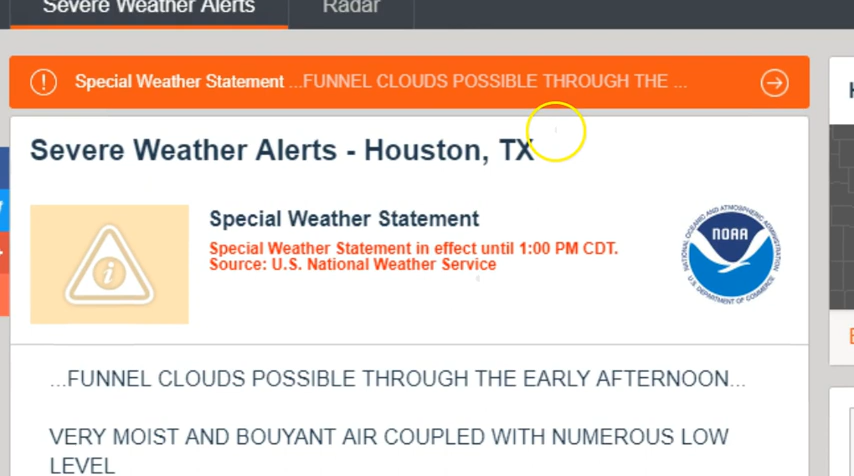 Severe Weather Alerts
Radar
Special Weather Statement ...FUNNEL CLOUDS POSSIBLE THROUGH THE ...
Severe Weather Alerts - Houston, TX
Special Weather Statement
Special Weather Statement in effect until 1:00 PM CDT.
Source: U.S. National Weather Service
NATIONAL OCEANIC AND ATMOSPHERIC ADMINISTRATION
NOAA
U.S. DEPARTMENT OF COMMERCE
...FUNNEL CLOUDS POSSIBLE THROUGH THE EARLY AFTERNOON...
VERY MOIST AND BOUYANT AIR COUPLED WITH NUMEROUS LOW
LEVEL